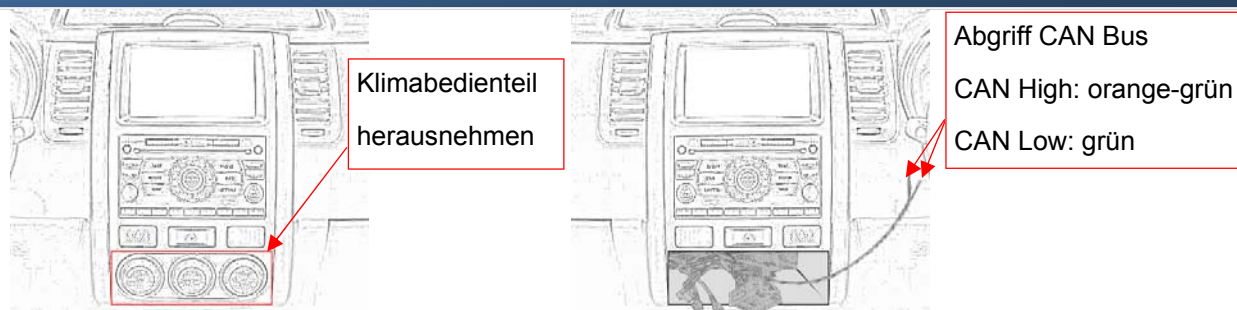 Klimabedienteil
herausnehmen
Abgriff CAN Bus
CAN High: orange-grün
CAN Low: grün